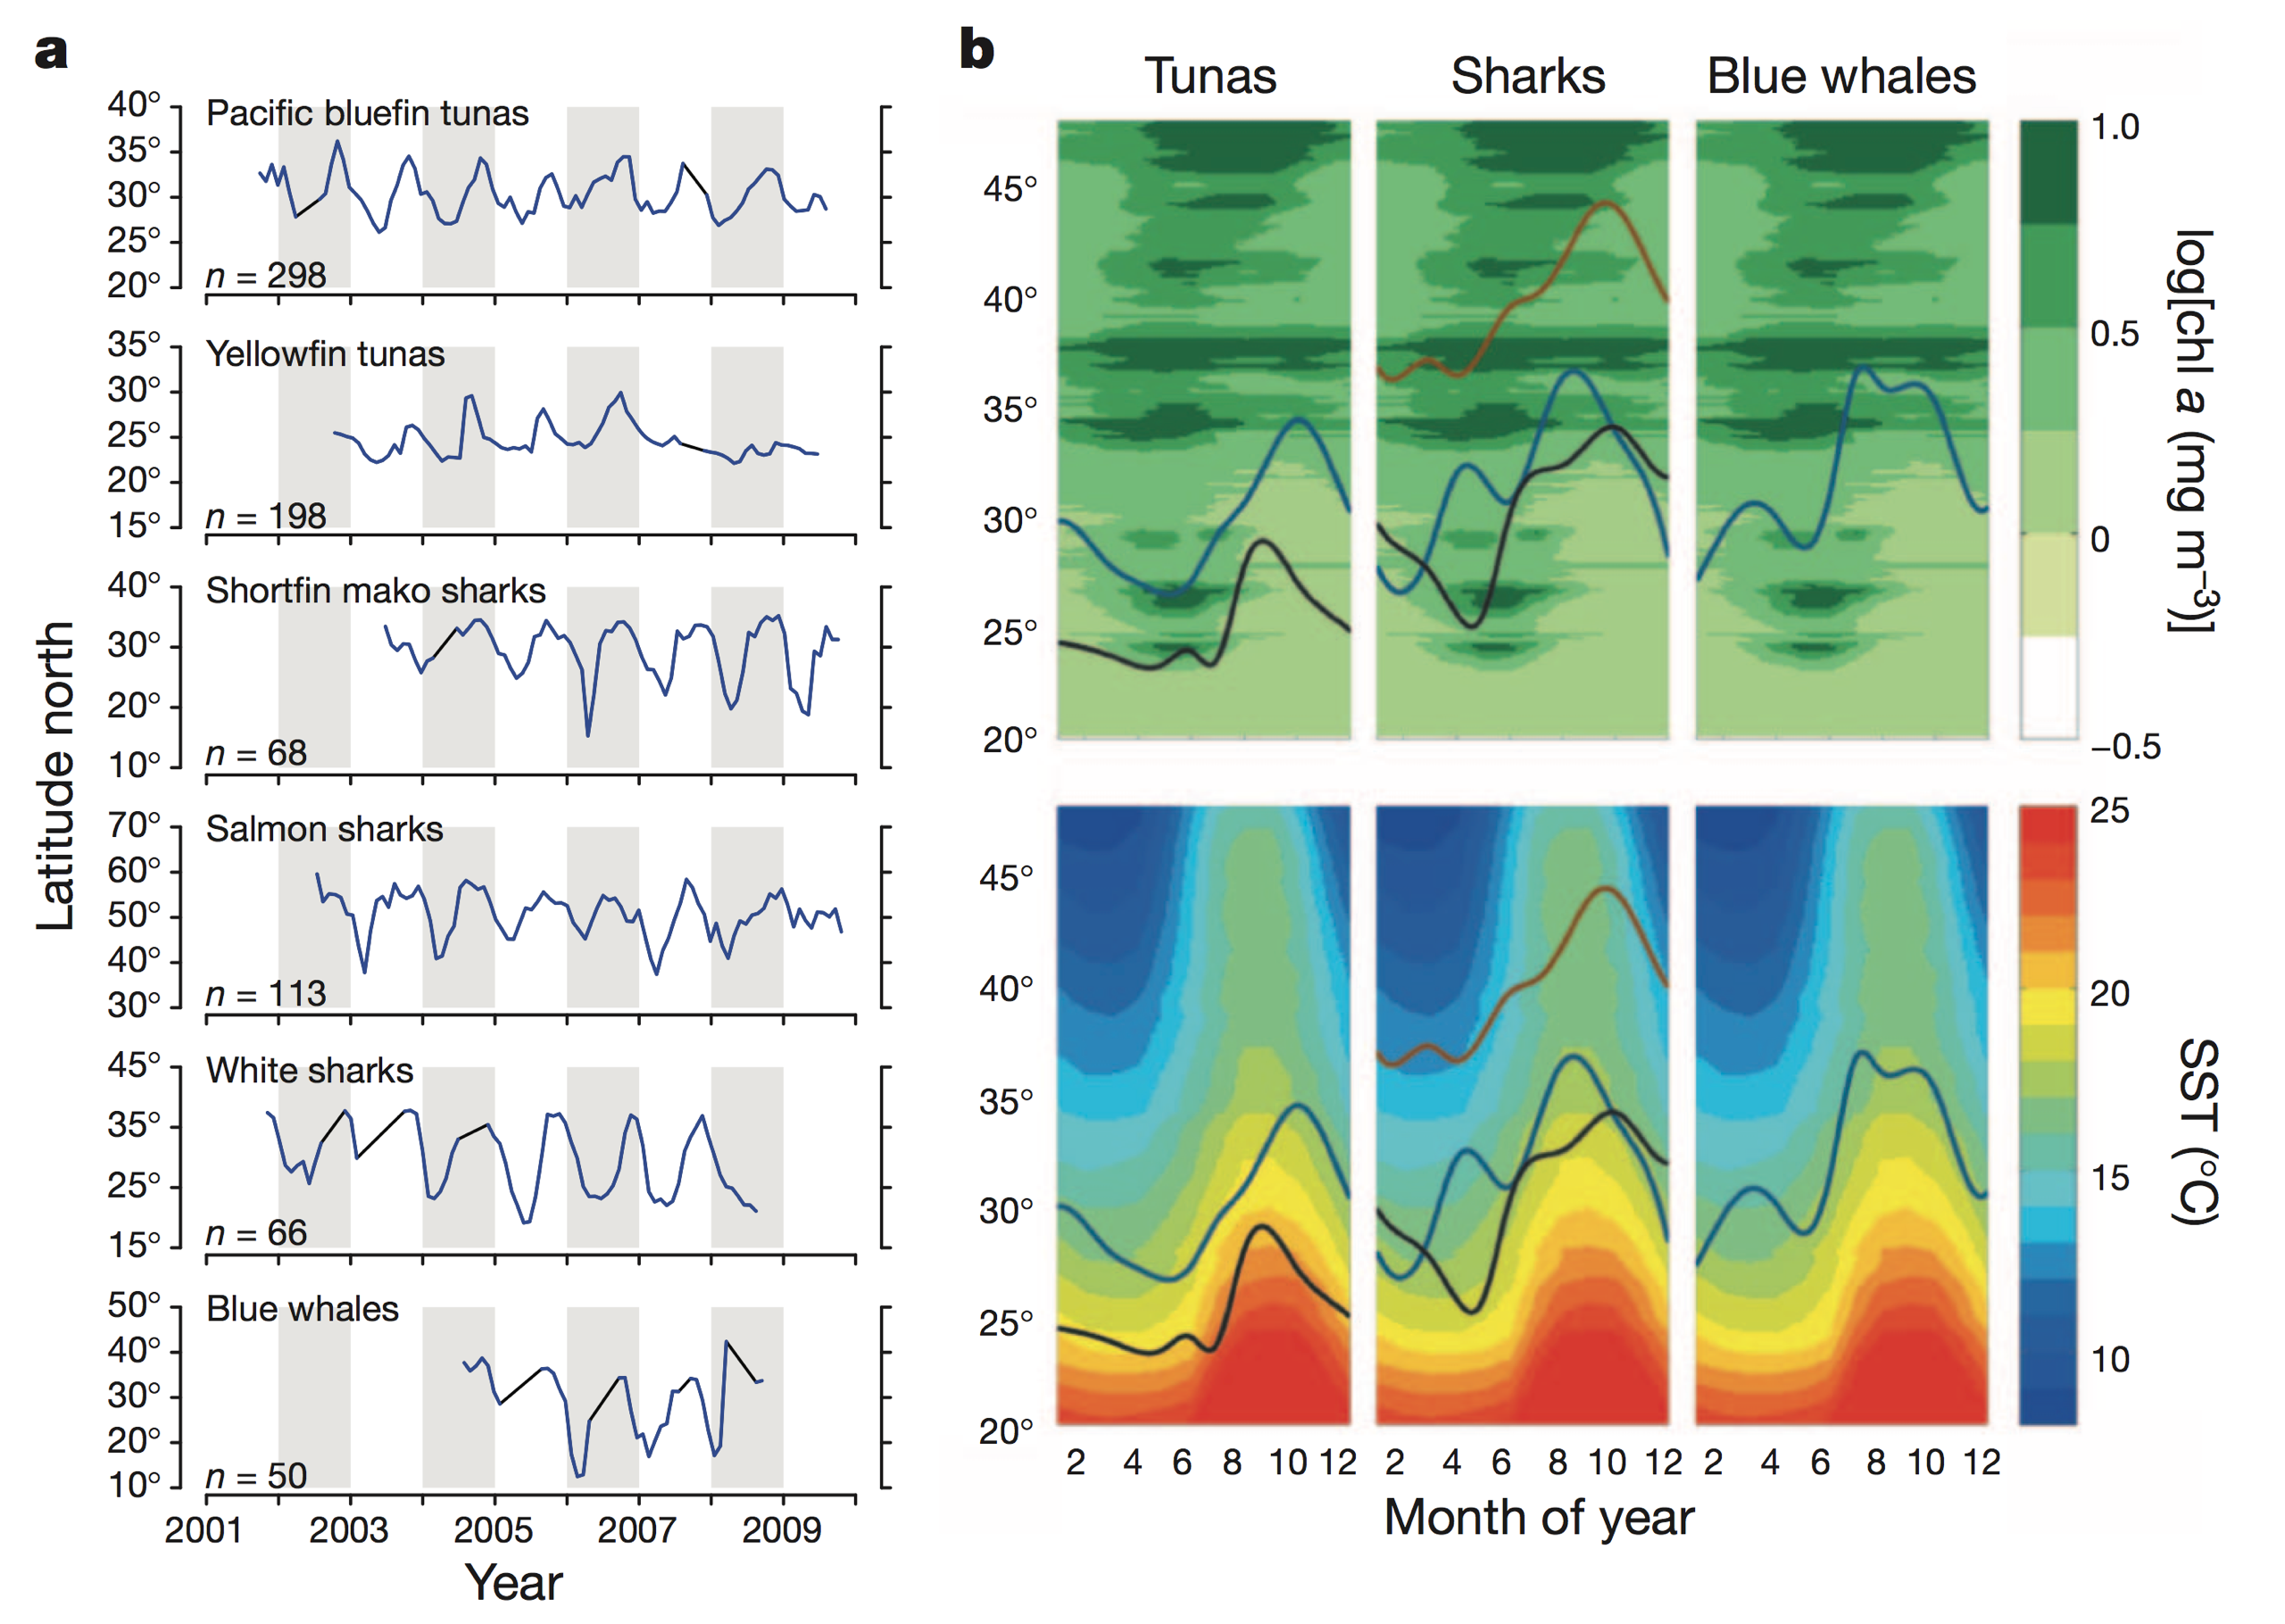 a
Pacific bluefin tunas
40°
35°
30°
25°
20°
n = 298
Yellowfin tunas
35°
30°
25°
20°
15°
n = 198
Shortfin mako sharks
40°
30°
20°
10°
n = 68
Salmon sharks
70°
60°
50°
40°
30°
n = 113
White sharks
45°
35°
25°
15°
n = 66
Blue whales
50°
40°
30°
20°
10°
n = 50
Latitude north
2001 2003 2005 2007 2009
Year
b
Tunas Sharks Blue whales
45°
40°
35°
30°
25°
20°
1.0
0.5
0
−0.5
log[chl a (mg m−3)]
45°
40°
35°
30°
25°
20°
25
20
15
10
SST (°C)
2 4 6 8 10 12 2 4 6 8 10 12 2 4 6 8 10 12
Month of year